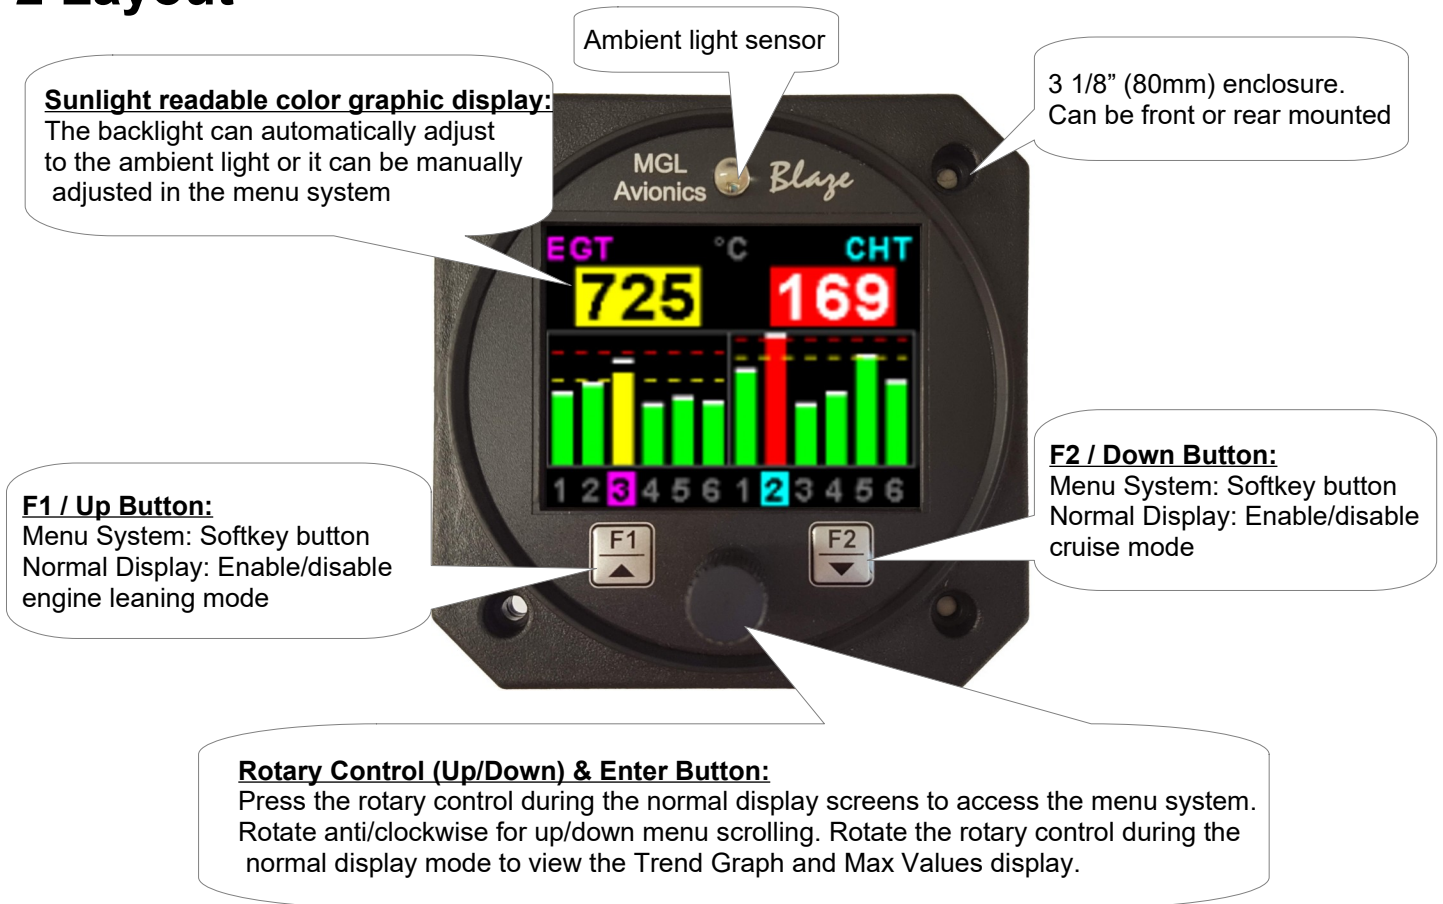 2 Layout
Ambient light sensor
Sunlight readable color graphic display:
The backlight can automatically adjust
to the ambient light or it can be manually
adjusted in the menu system
3 1/8” (80mm) enclosure.
Can be front or rear mounted
MGL
Avionics
Blaze
EGT °C CHT
725 169
1 2 3 4 5 6 1 2 3 4 5 6
F1 / Up Button:
Menu System: Softkey button
Normal Display: Enable/disable
engine leaning mode
F1
F2
F2 / Down Button:
Menu System: Softkey button
Normal Display: Enable/disable
cruise mode
Rotary Control (Up/Down) & Enter Button:
Press the rotary control during the normal display screens to access the menu system.
Rotate anti/clockwise for up/down menu scrolling. Rotate the rotary control during the
normal display mode to view the Trend Graph and Max Values display.